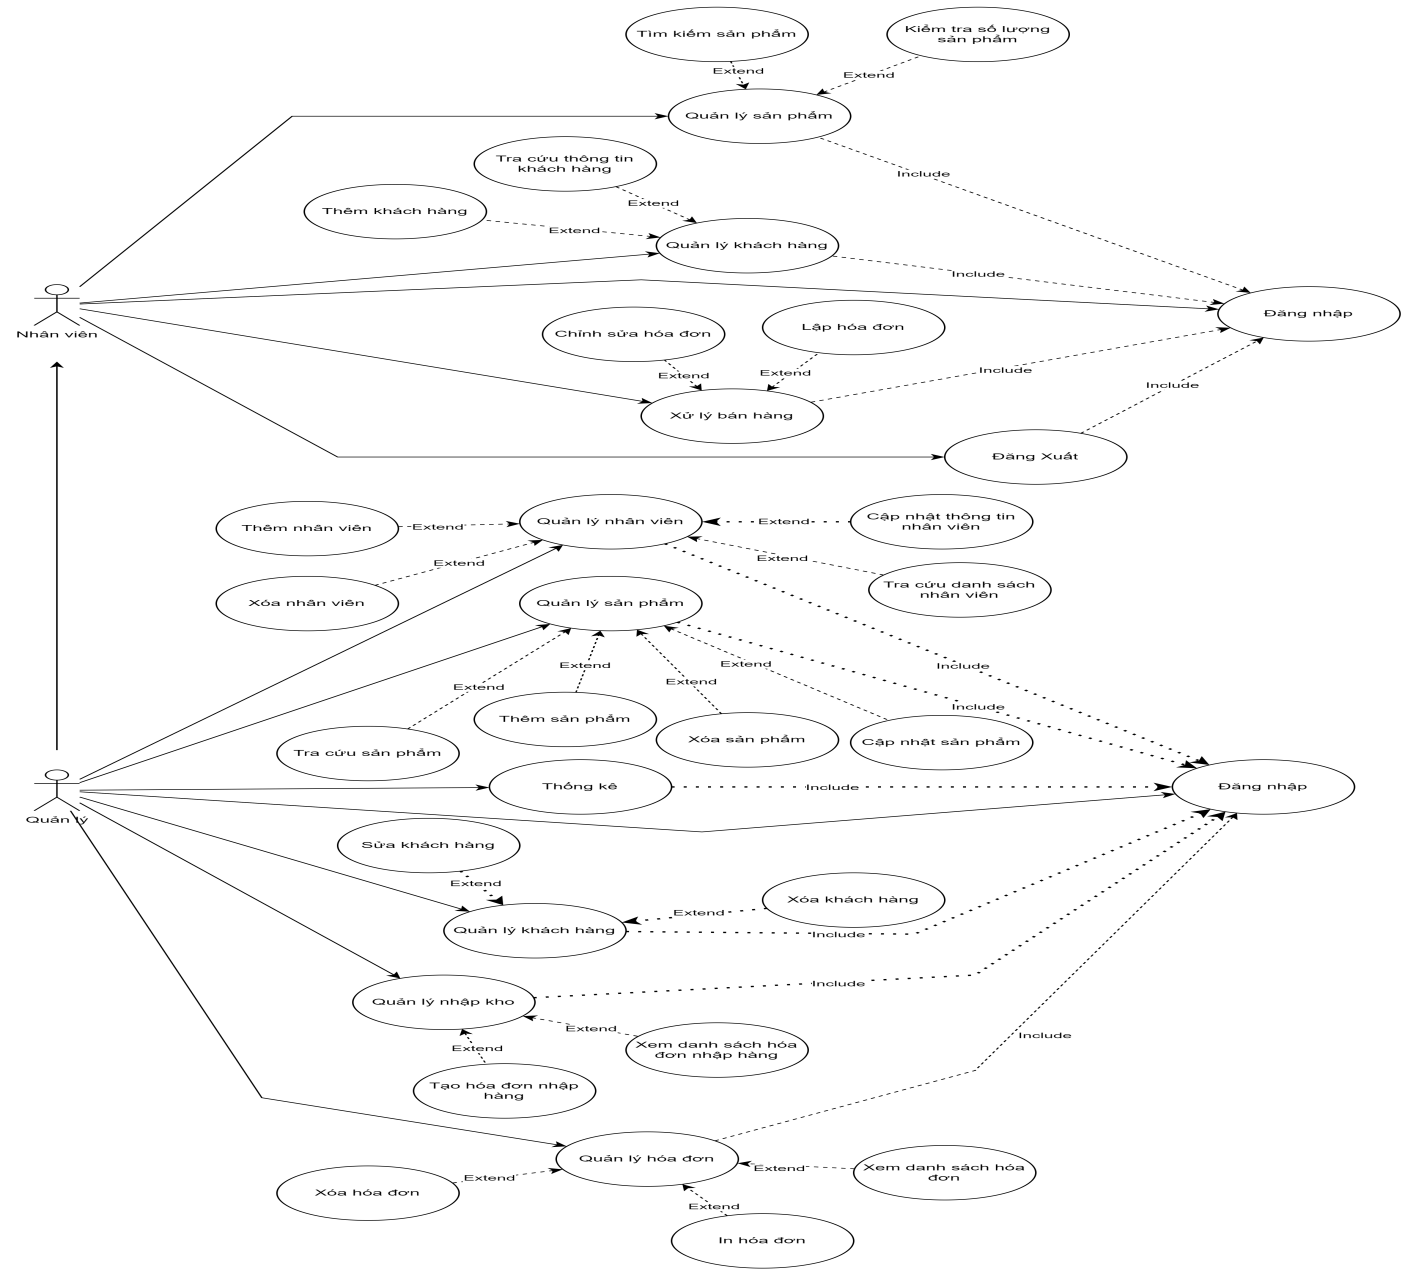 Tìm kiếm sản phẩm
Kiểm tra số lượng
sản phẩm
Extend
Extend
Quản lý sản phẩm
Tra cứu thông tin
khách hàng
Include
Extend
Thêm khách hàng
Extend
Quản lý khách hàng
Include
Nhân viên
Đăng nhập
Chỉnh sửa hóa đơn
Lập hóa đơn
Extend
Extend
Include
Include
Xử lý bán hàng
Đăng Xuất
Thêm nhân viên
Extend
Quản lý nhân viên
Extend
Cập nhật thông tin
nhân viên
Extend
Extend
Xóa nhân viên
Quản lý sản phẩm
Tra cứu danh sách
nhân viên
Extend
Extend
Include
Extend
Extend
Include
Thêm sản phẩm
Tra cứu sản phẩm
Xóa sản phẩm
Cập nhật sản phẩm
Thống kê
Include
Đăng nhập
Quản lý
Sửa khách hàng
Extend
Xóa khách hàng
Extend
Quản lý khách hàng
Include
Include
Quản lý nhập kho
Extend
Include
Extend
Xem danh sách hóa
đơn nhập hàng
Tạo hóa đơn nhập
hàng
Quản lý hóa đơn
Extend
Extend
Xem danh sách hóa
đơn
Xóa hóa đơn
Extend
In hóa đơn